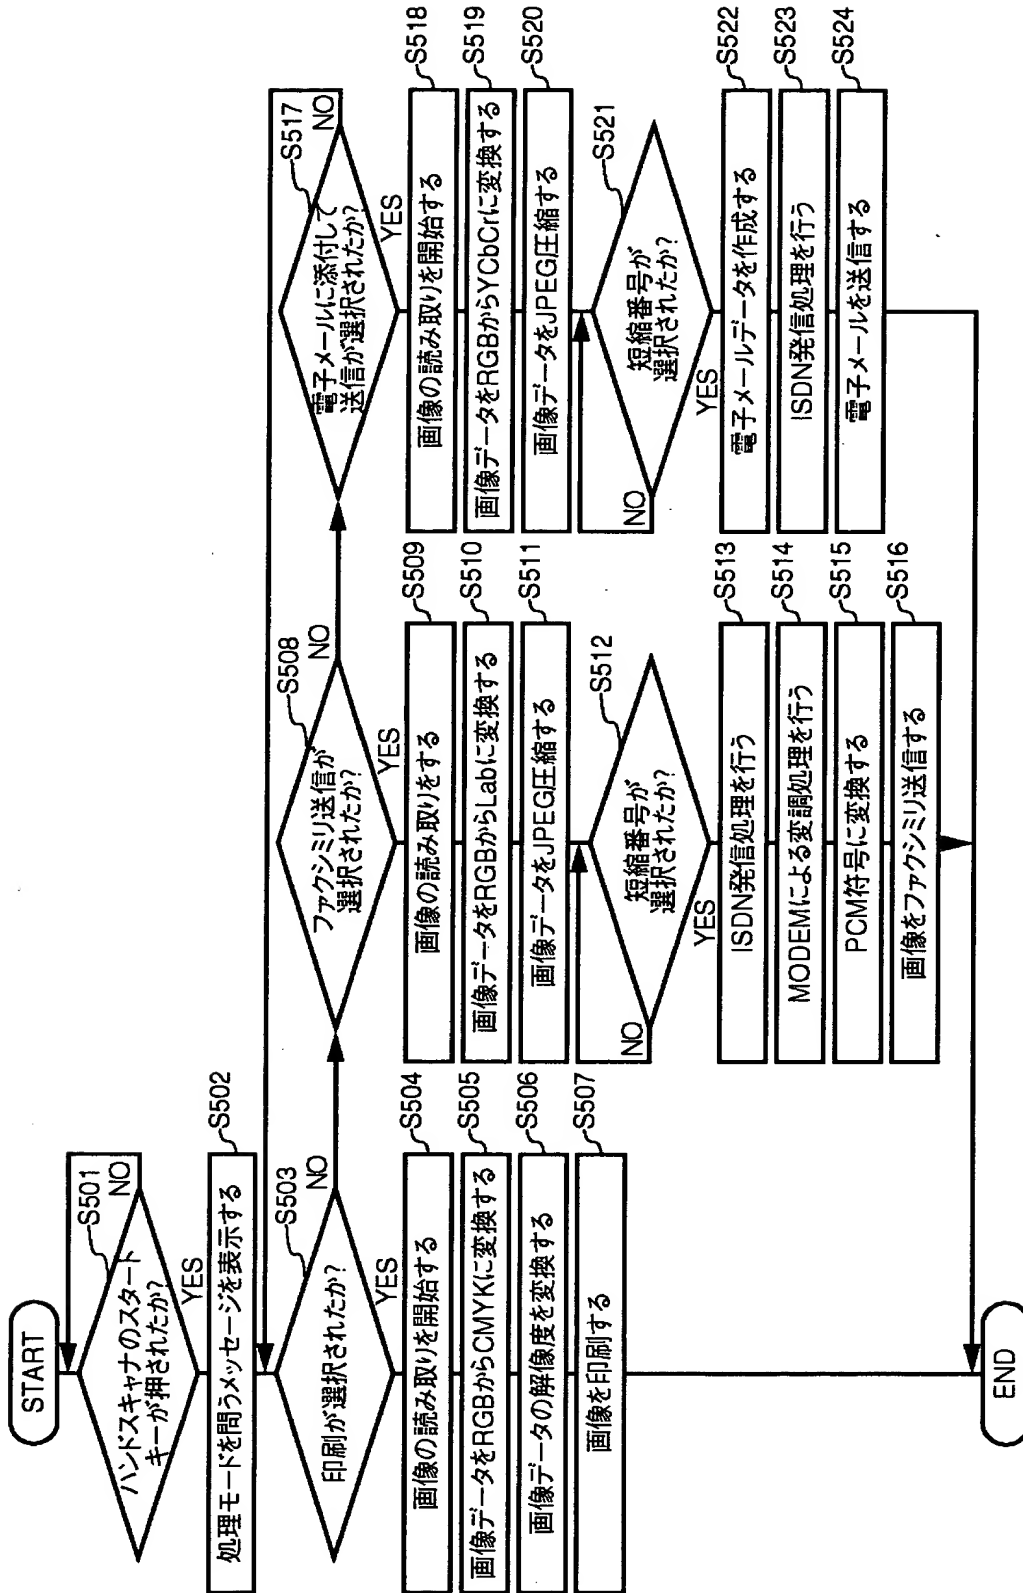 START
ハンドスキャナのスタート
キーが押されたか?
S501
NO
YES
処理モードを問うメッセージを表示する
S502
印刷が選択されたか?
S503
NO
YES
画像の読み取りを開始する
S504
画像データをRGBからCMYKに変換する
S505
画像データの解像度を変換する
S506
画像を印刷する
S507
ファクシミリ送信が
選択されたか?
S508
NO
YES
画像の読み取りをする
S509
画像データをRGBからLabに変換する
S510
画像データをJPEG圧縮する
S511
短縮番号が
選択されたか?
S512
NO
YES
ISDN発信処理を行う
S513
MODEMによる変調処理を行う
S514
PCM符号に変換する
S515
画像をファクシミリ送信する
S516
電子メールに添付して
送信が選択されたか?
S517
NO
YES
画像の読み取りを開始する
S518
画像データをRGBからYCbCrに変換する
S519
画像データをJPEG圧縮する
S520
短縮番号が
選択されたか?
S521
NO
YES
電子メールデータを作成する
S522
ISDN発信処理を行う
S523
電子メールを送信する
S524
END